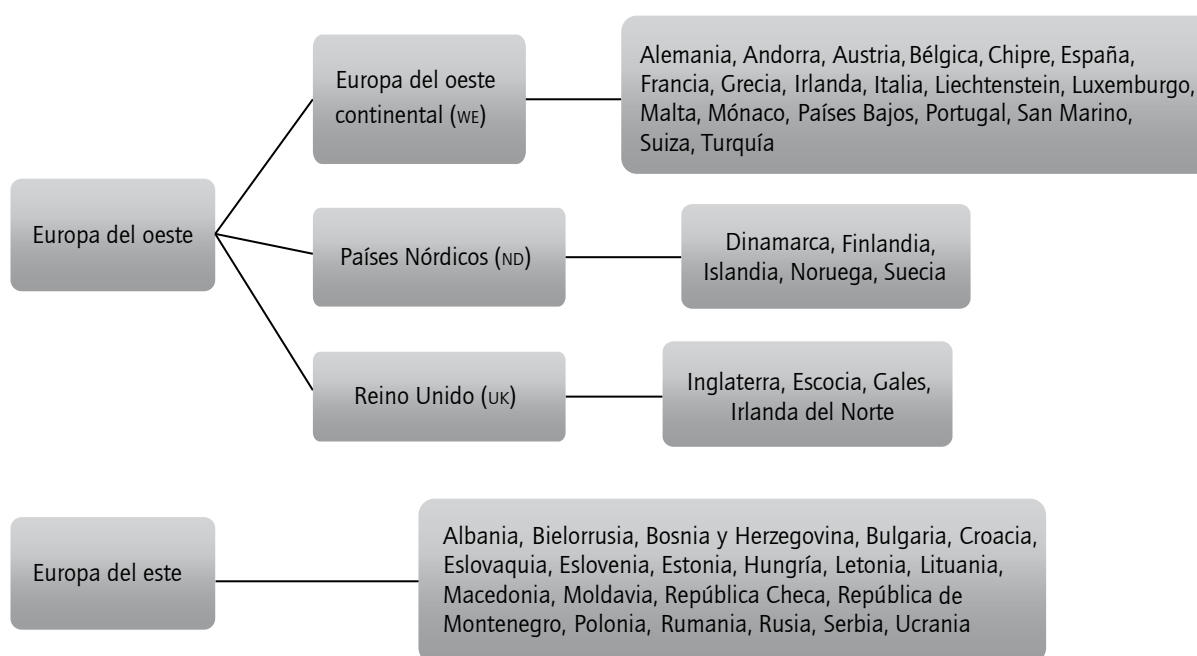 Europa del oeste
Europa del oeste
continental (WE)
Alemania, Andorra, Austria, Bélgica, Chipre, España,
Francia, Grecia, Irlanda, Italia, Liechtenstein, Luxemburgo,
Malta, Mónaco, Países Bajos, Portugal, San Marino,
Suiza, Turquía
Países Nórdicos (ND)
Dinamarca, Finlandia,
Islandia, Noruega, Suecia
Reino Unido (UK)
Inglaterra, Escocia, Gales,
Irlanda del Norte
Europa del este
Albania, Bielorrusia, Bosnia y Herzegovina, Bulgaria, Croacia,
Eslovaquia, Eslovenia, Estonia, Hungría, Letonia, Lituania,
Macedonia, Moldavia, República Checa, República de
Montenegro, Polonia, Rumania, Rusia, Serbia, Ucrania